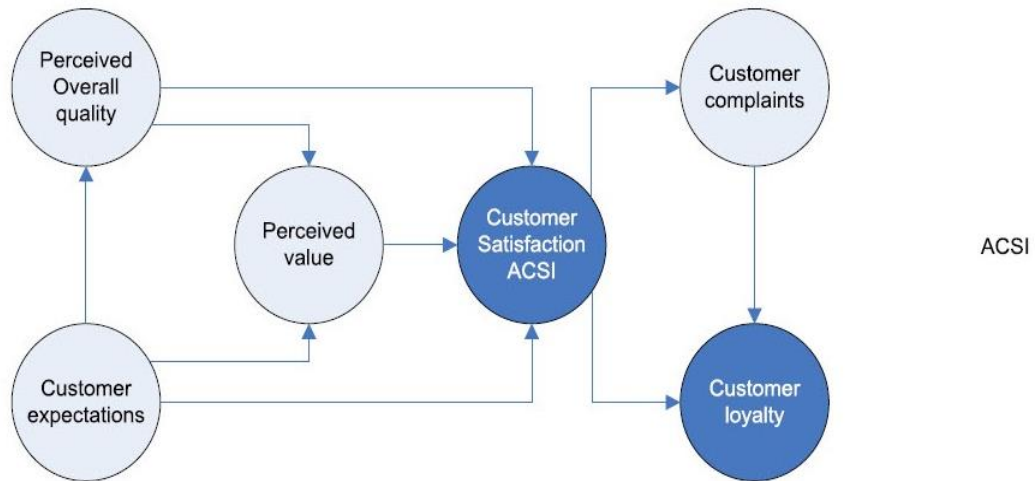 Perceived
Overall
quality
Customer
complaints
Perceived
value
Customer
Satisfaction
ACSI
ACSI
Customer
expectations
Customer
loyalty